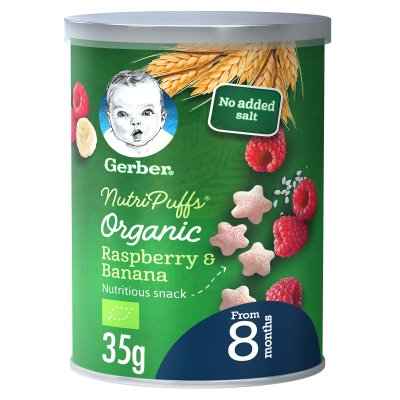 No added
salt
Gerber®
NutriPuffs®
Organic
Raspberry &
Banana
Nutritious snack
35g
From
8
months